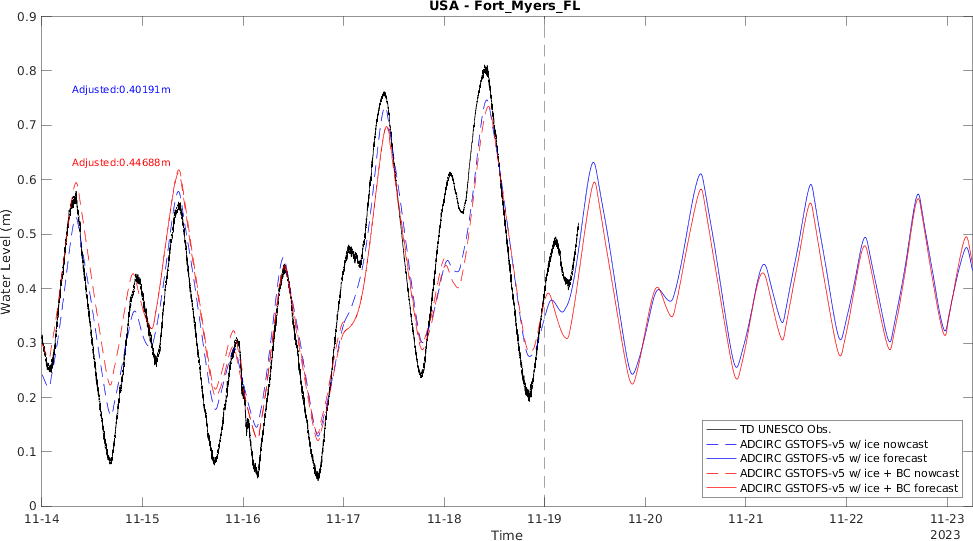 USA - Fort_Myers_FL
0.9
0.8
0.7
0.6
0.5
0.4
0.3
0.2
0.1
0
Water Level (m)
Adjusted:0.40191m
Adjusted:0.44688m
TD UNESCO Obs.
ADCIRC GSTOFS-v5 w/ ice nowcast
ADCIRC GSTOFS-v5 w/ ice forecast
ADCIRC GSTOFS-v5 w/ ice + BC nowcast
ADCIRC GSTOFS-v5 w/ ice + BC forecast
11-14 11-15 11-16 11-17 11-18 11-19 11-20 11-21 11-22 11-23
2023
Time